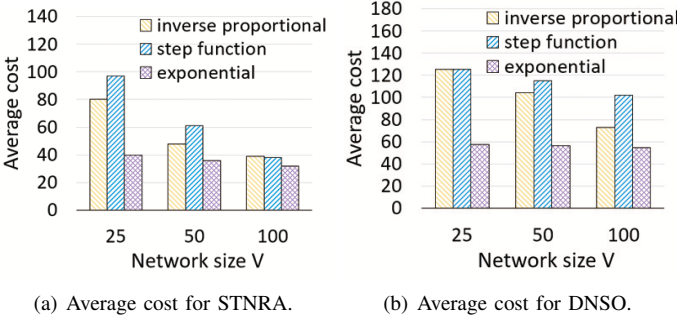 140
120
100
80
60
40
20
0
Average cost
inverse proportional
step function
exponential
25 50 100
Network size V
(a) Average cost for STNRA.
180
160
140
120
100
80
60
40
20
0
Average cost
inverse proportional
step function
exponential
25 50 100
Network size V
(b) Average cost for DNSO.